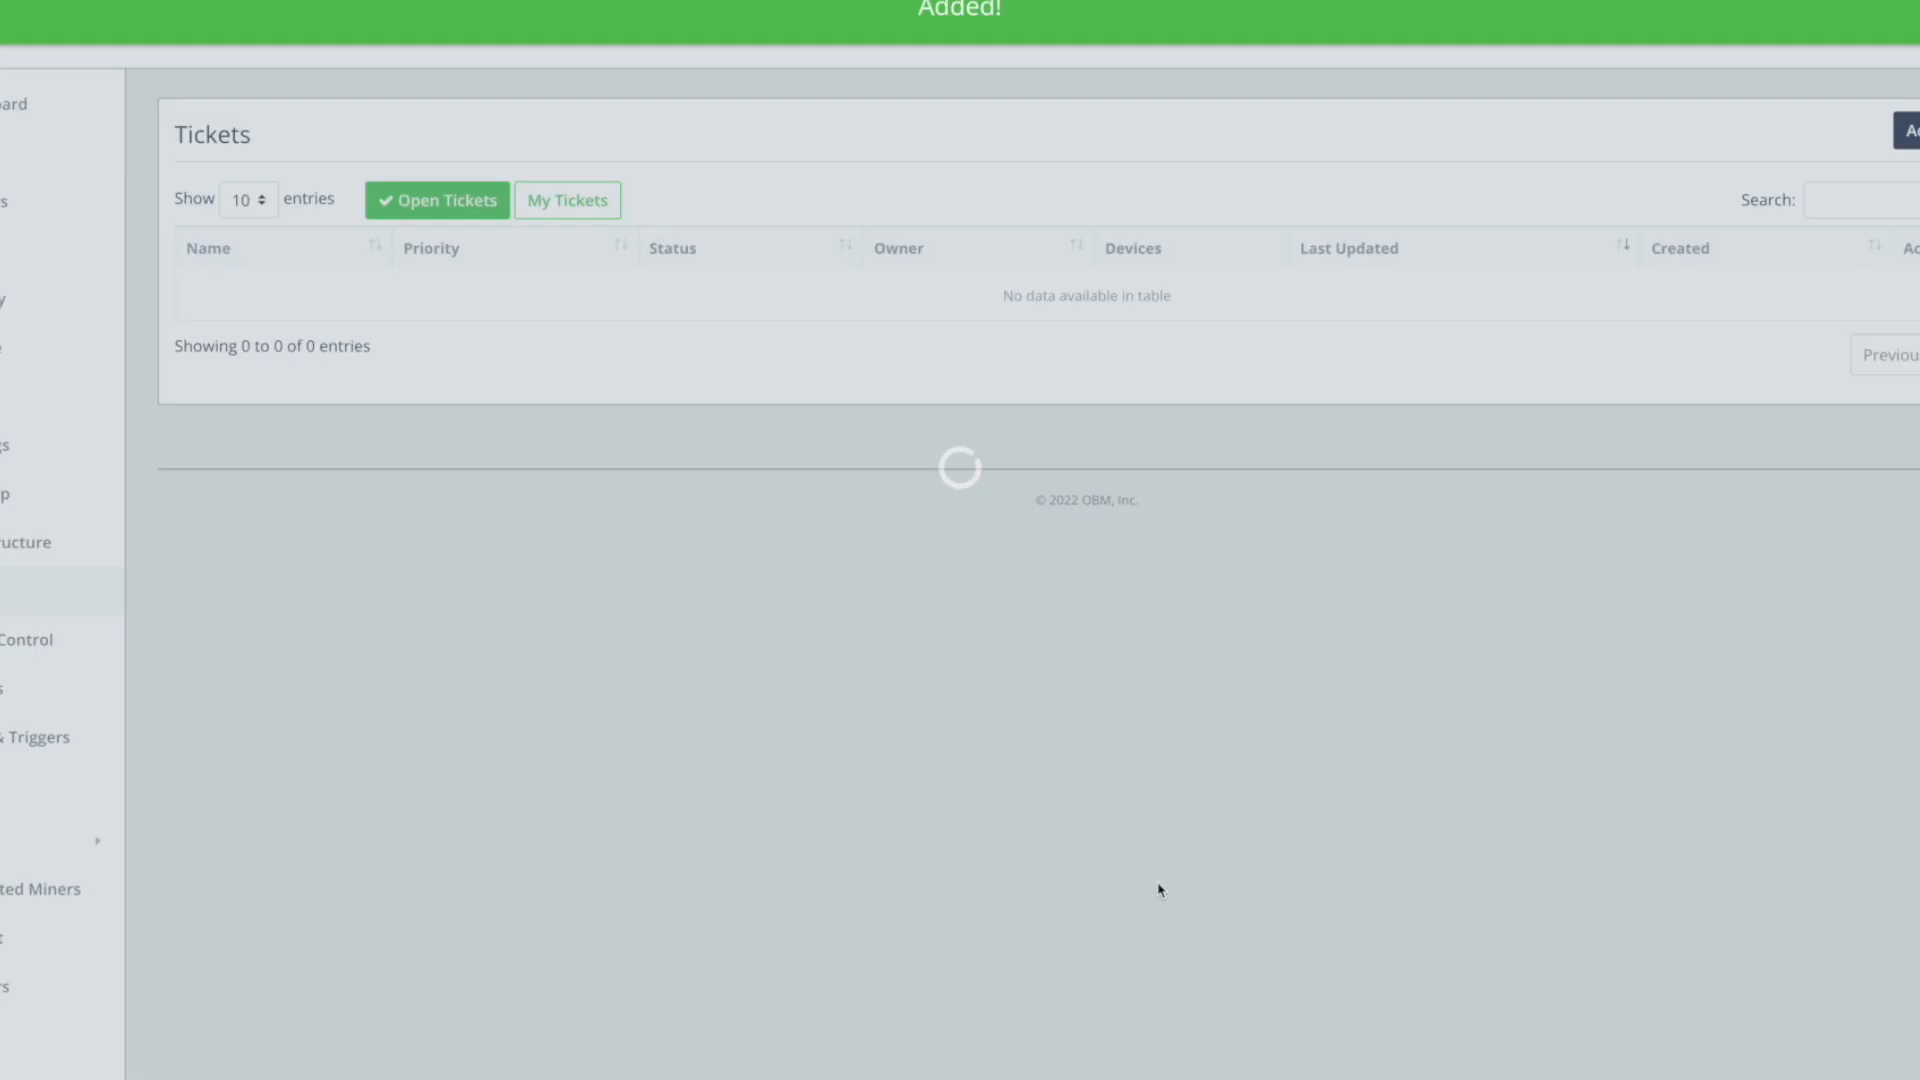 Added!
Tickets
Show 10 entries Open Tickets My Tickets Search:
Name Priority Status Owner Devices Last Updated Created
No data available in table
Showing 0 to 0 of 0 entries
Previou
© 2022 OBM, Inc.
ard
s
y
gs
p
ucture
Control
s
& Triggers
ted Miners
t
rs